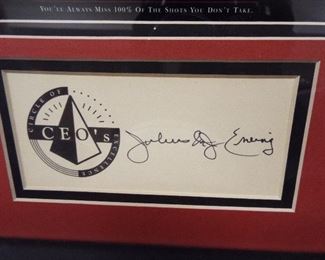 YOU'LL ALWAYS MISS 100% OF THE SHOTS YOU DON'T TAKE.
CIRCLE OF
CEO's
EXCELLENCE
Julius Erving